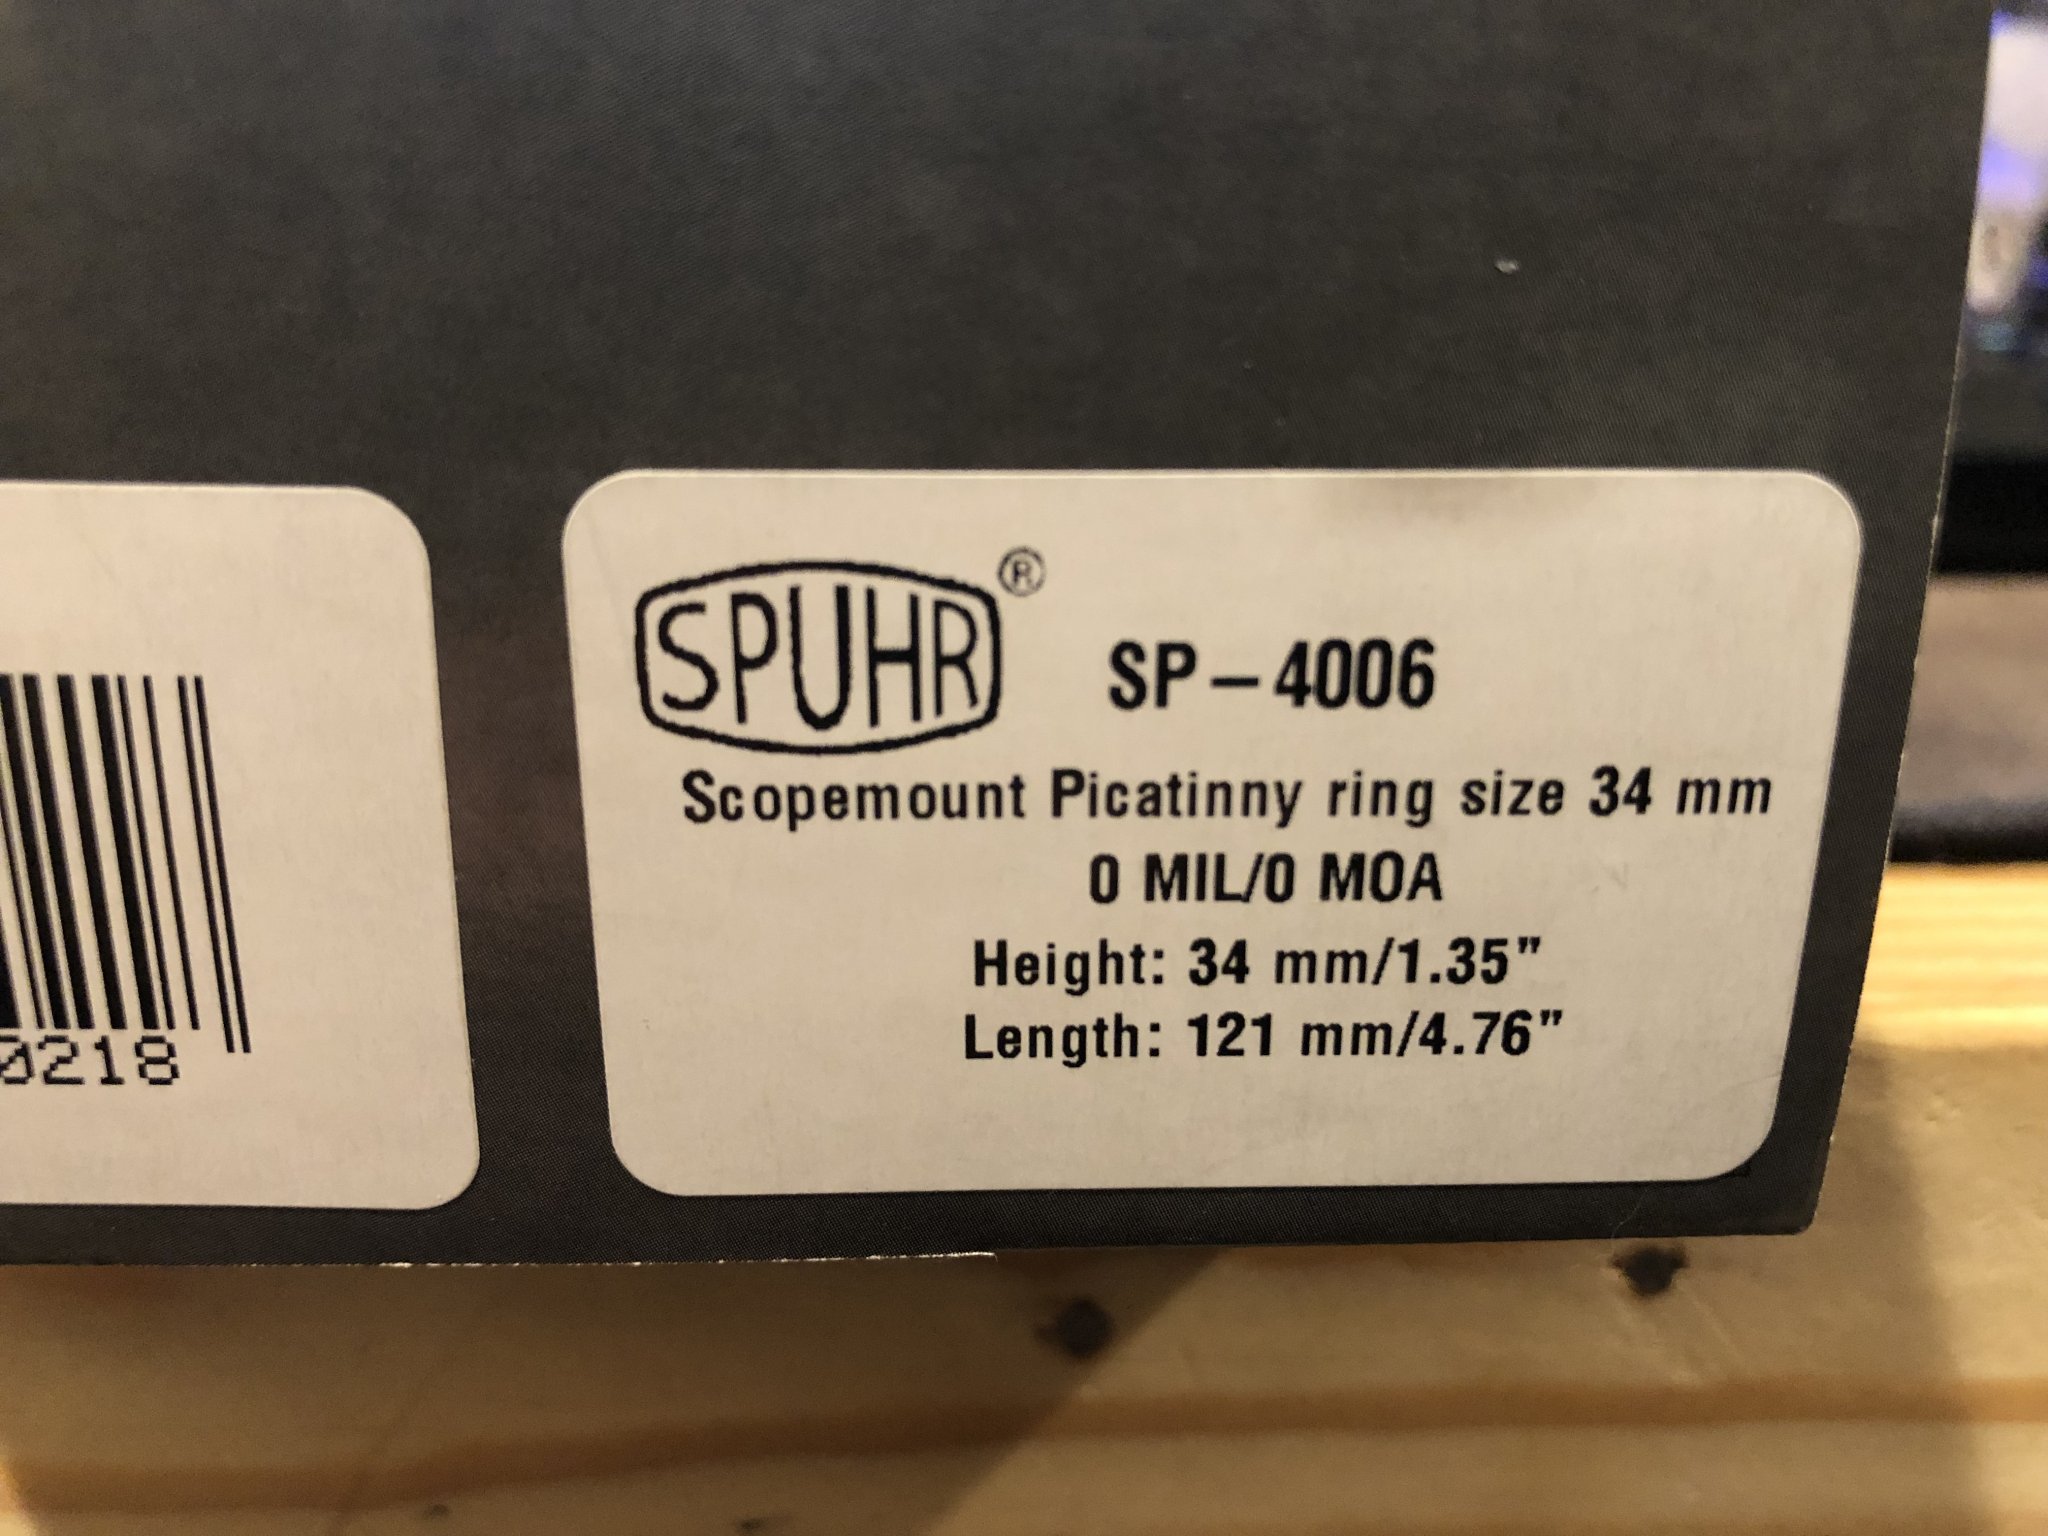 SPUHR®
SP-4006
Scopemount Picatinny ring size 34 mm
0 MIL/0 MOA
Height: 34 mm/1.35"
Length: 121 mm/4.76"
0218